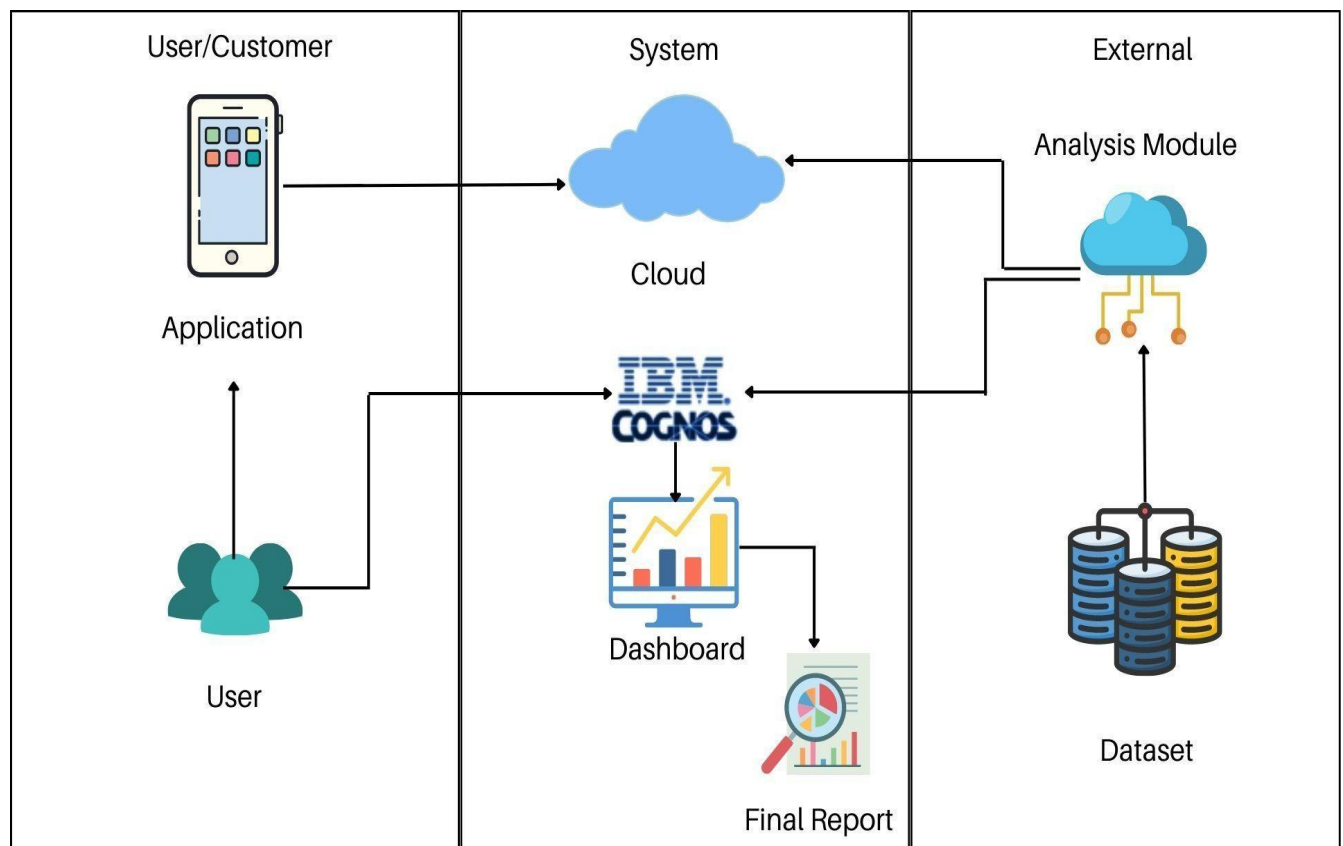 User/Customer
System
External
Analysis Module
Cloud
Application
IBM.
COGNOS
Dashboard
User
Dataset
Final Report